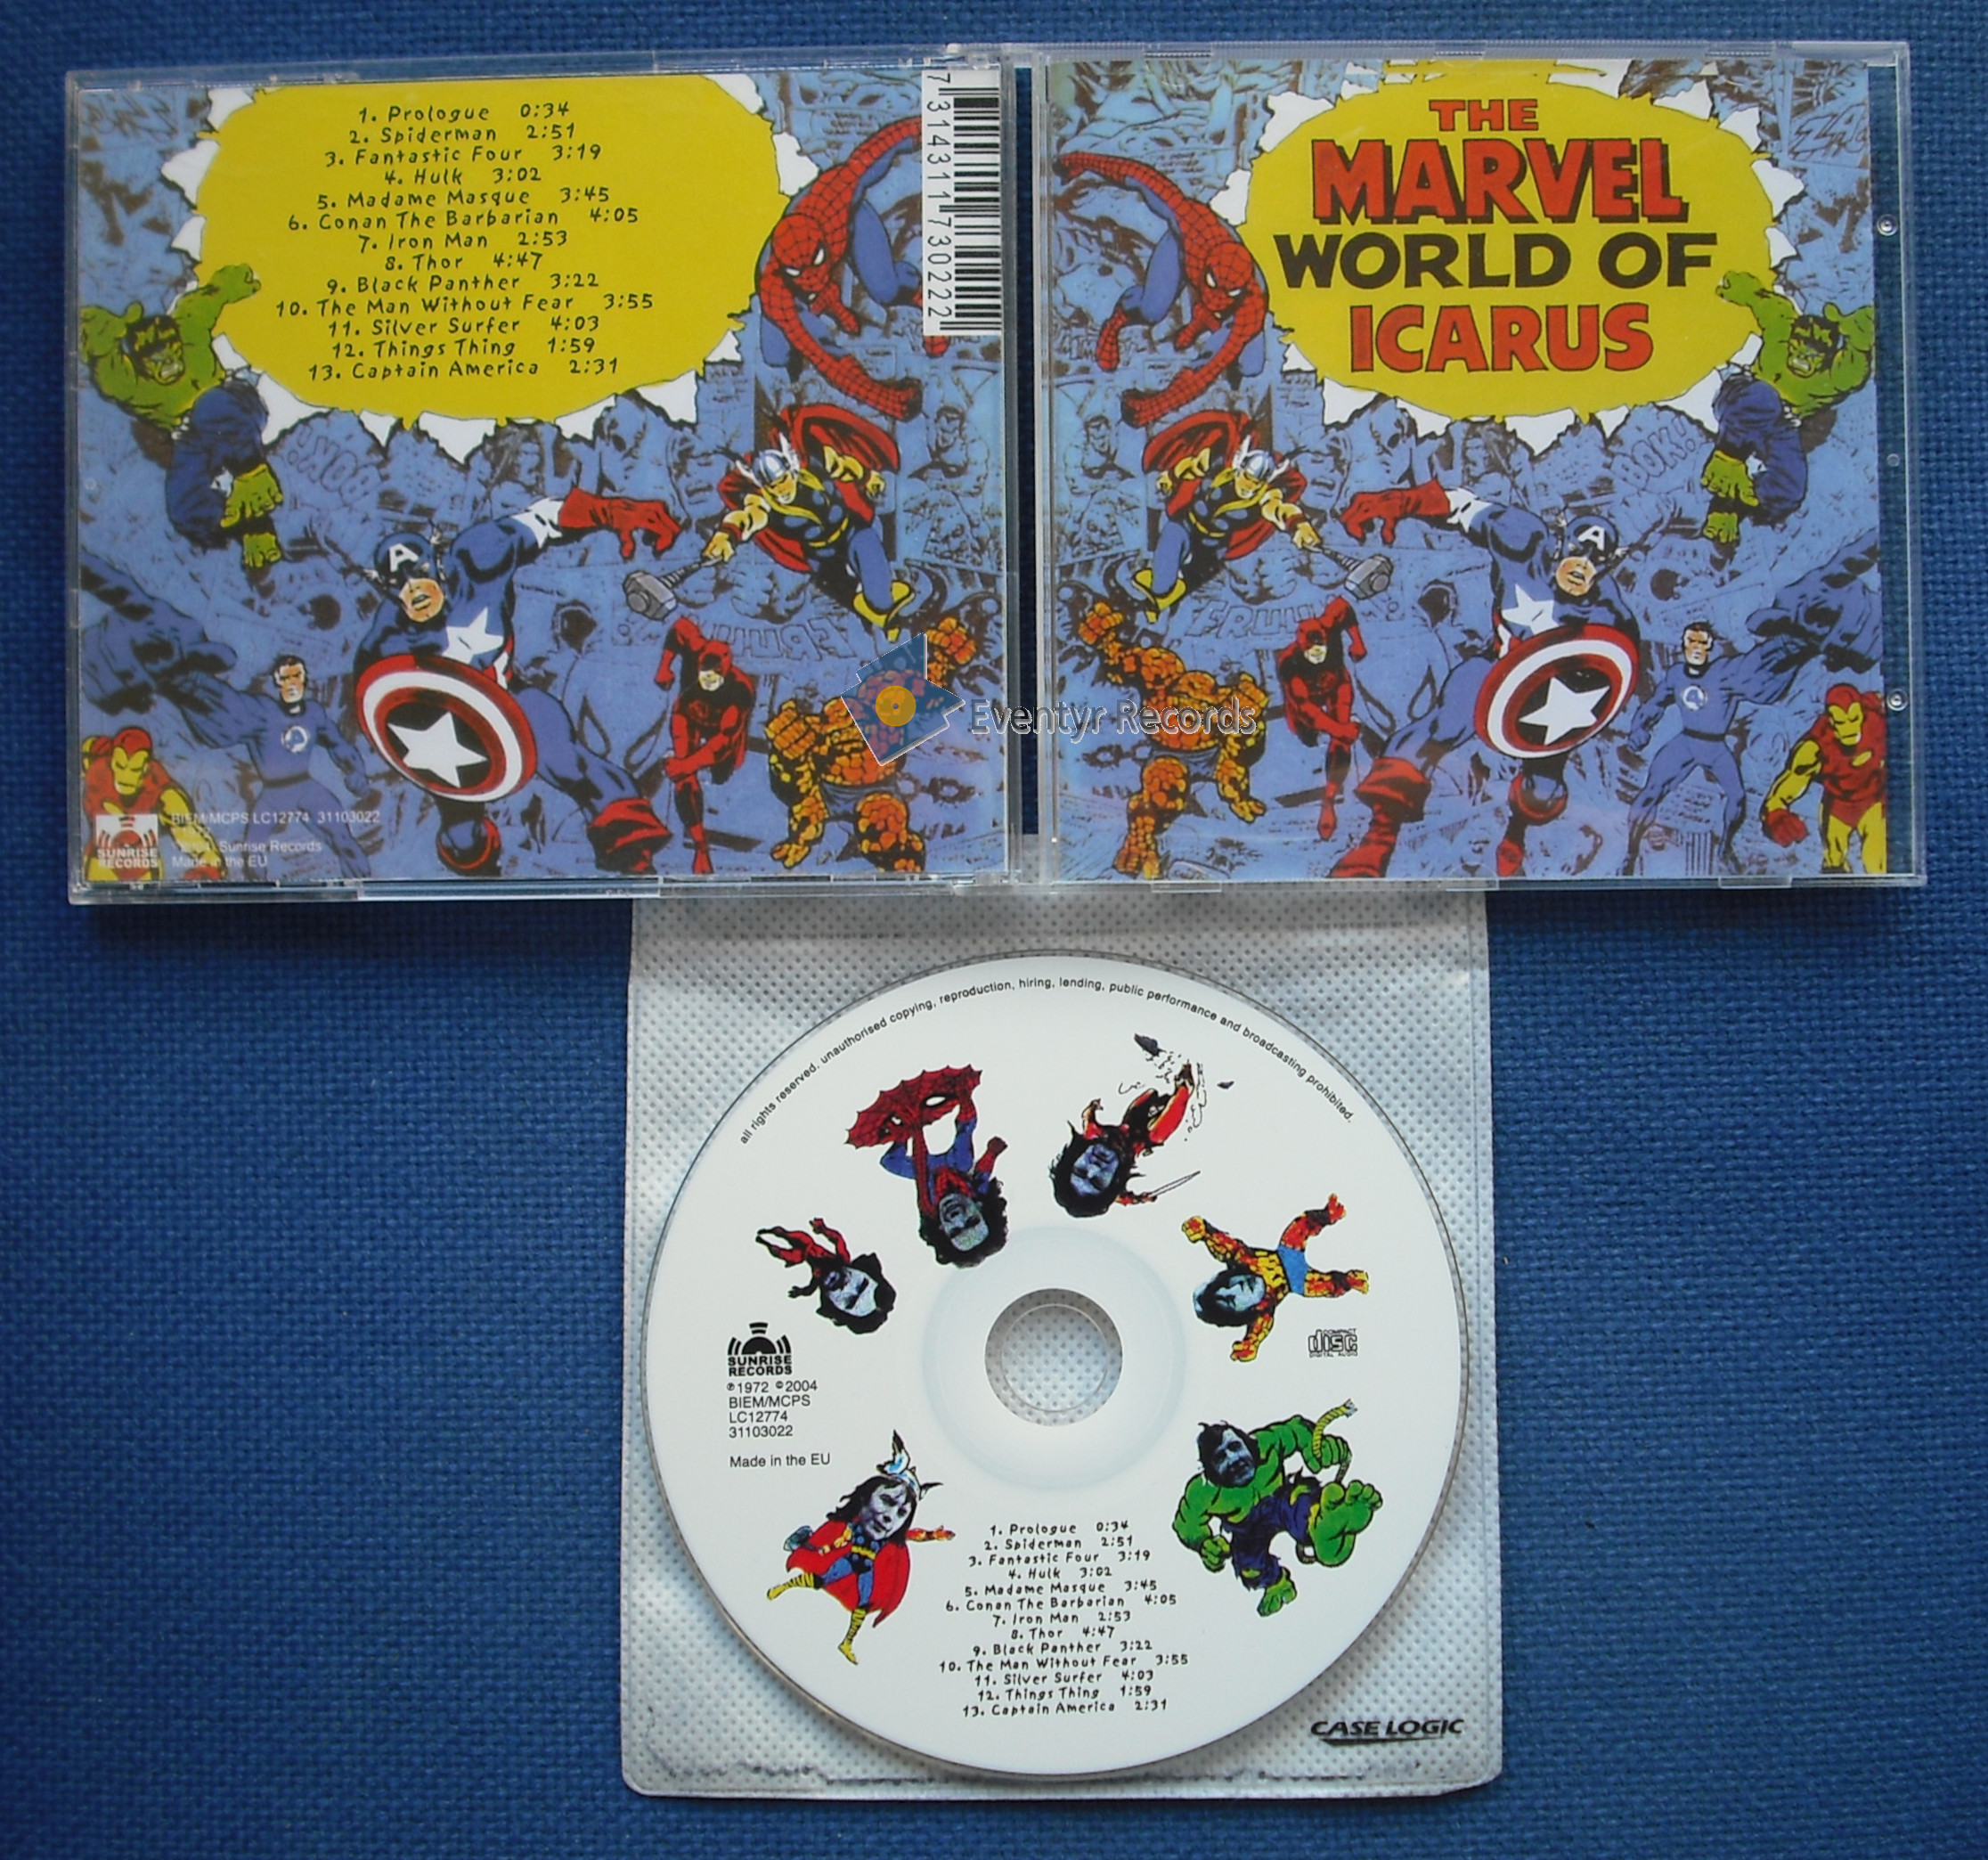 1. Prologue 0:34
2. Spiderman 2:51
3. Fantastic Four 3:19
4. Hulk 3:02
5. Madame Masque 3:45
6. Conan The Barbarian 4:05
7. Iron Man 2:53
8. Thor 4:47
9. Black Panther 3:22
10. The Man Without Fear 3:55
11. Silver Surfer 4:03
12. Things Thing 1:59
13. Captain America 2:31
7 314311 730222
A
SUNRISE
RECORDS
BIEM/MCPS LC12774 31103022
Sunrise Records
Made in the EU
THE
MARVEL
WORLD OF
ICARUS
A
Eventyr Records
all rights reserved. unauthorised copying, reproduction, hiring, lending, public performance and broadcasting prohibited.
SUNRISE
RECORDS
℗1972 ©2004
BIEM/MCPS
LC12774
31103022
Made in the EU
COMPACT
disc
DIGITAL AUDIO
1. Prologue 0:34
2. Spiderman 2:51
3. Fantastic Four 3:19
4. Hulk 3:02
5. Madame Masque 3:45
6. Conan The Barbarian 4:05
7. Iron Man 2:53
8. Thor 4:47
9. Black Panther 3:22
10. The Man Without Fear 3:55
11. Silver Surfer 4:03
12. Things Thing 1:59
13. Captain America 2:31
CASE LOGIC